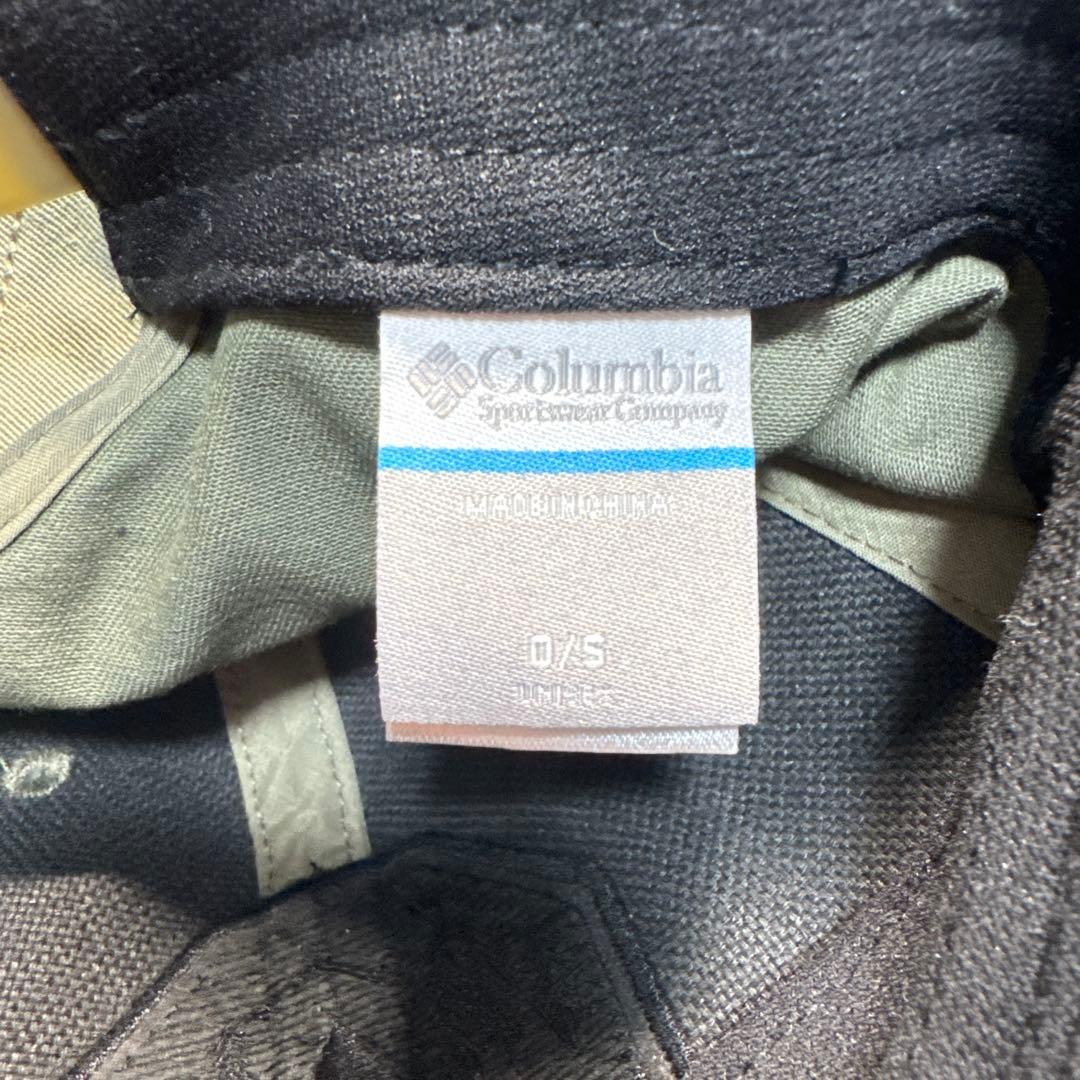 Columbia
Sportswear Company
MADE IN CHINA
O/S